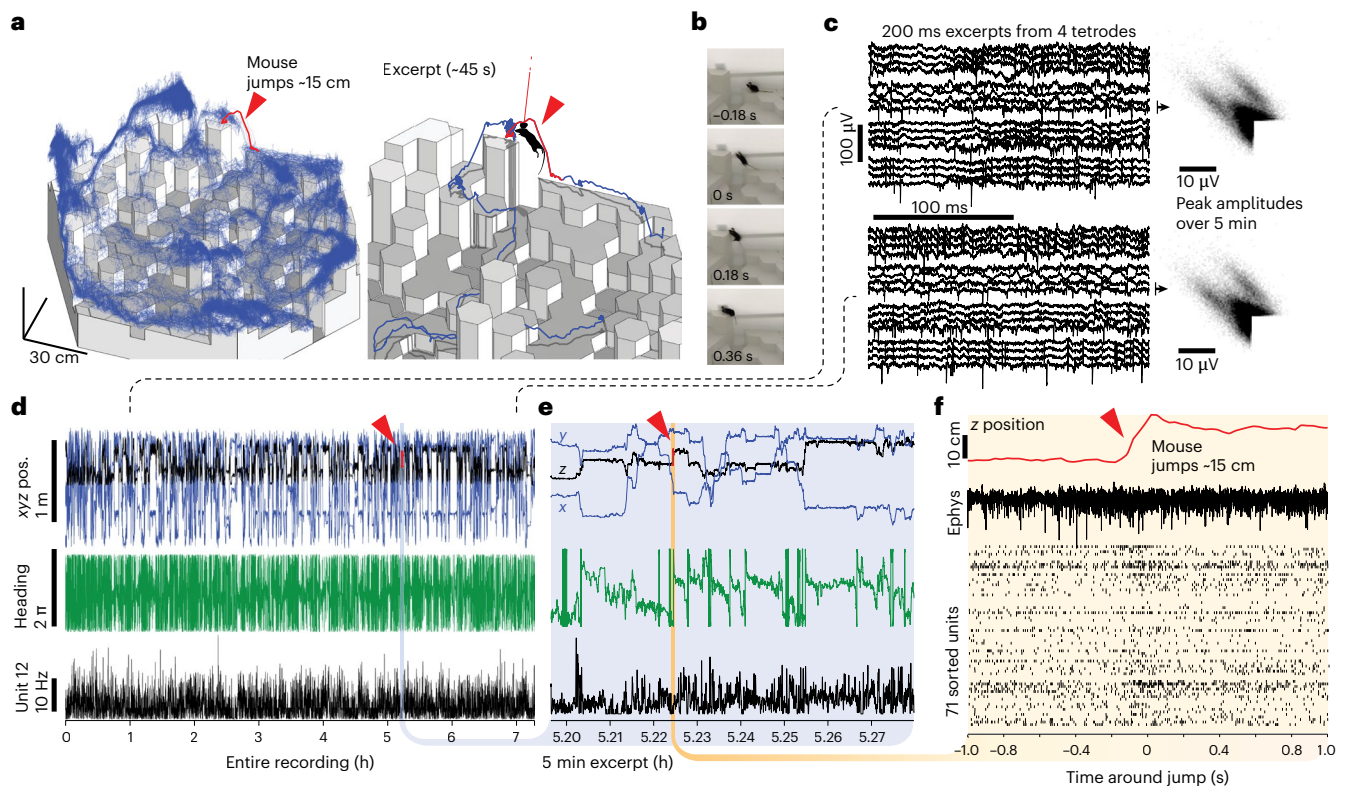 a
Mouse
jumps ~15 cm
Excerpt (~45 s)
30 cm
b
−0.18 s
0 s
0.18 s
0.36 s
c
200 ms excerpts from 4 tetrodes
100 µV
100 ms
10 µV
Peak amplitudes
over 5 min
10 µV
d
xyz pos.
1 m
Heading
2 π
Unit 12
10 Hz
0 1 2 3 4 5 6 7
Entire recording (h)
e
y
z
x
5.20 5.21 5.22 5.23 5.24 5.25 5.26 5.27
5 min excerpt (h)
f
z position
10 cm
Mouse
jumps ~15 cm
Ephys
71 sorted units
−1.0 −0.8 −0.4 0 0.4 0.8 1.0
Time around jump (s)